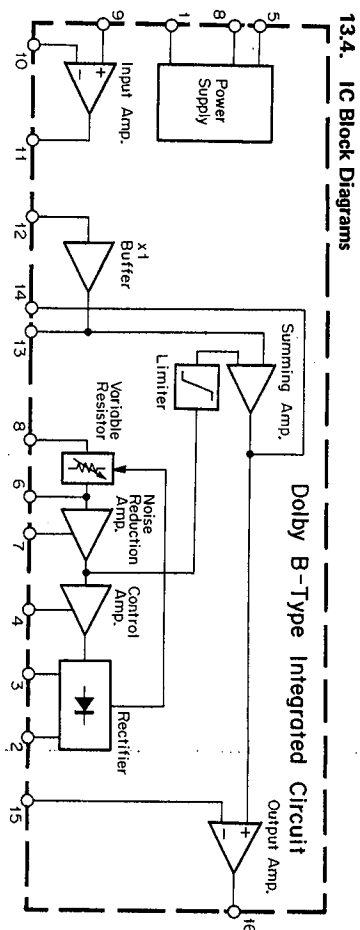 13.4. IC Block Diagrams
Dolby B-Type Integrated Circuit
9
1
8
5
Power
Supply
+
−
Input Amp.
10
11
12
x1
Buffer
14
13
Summing Amp.
Limiter
8
Variable
Resistor
6
Noise
Reduction
Amp.
7
Control
Amp.
4
Rectifier
3
2
15
Output Amp.
+
−
16